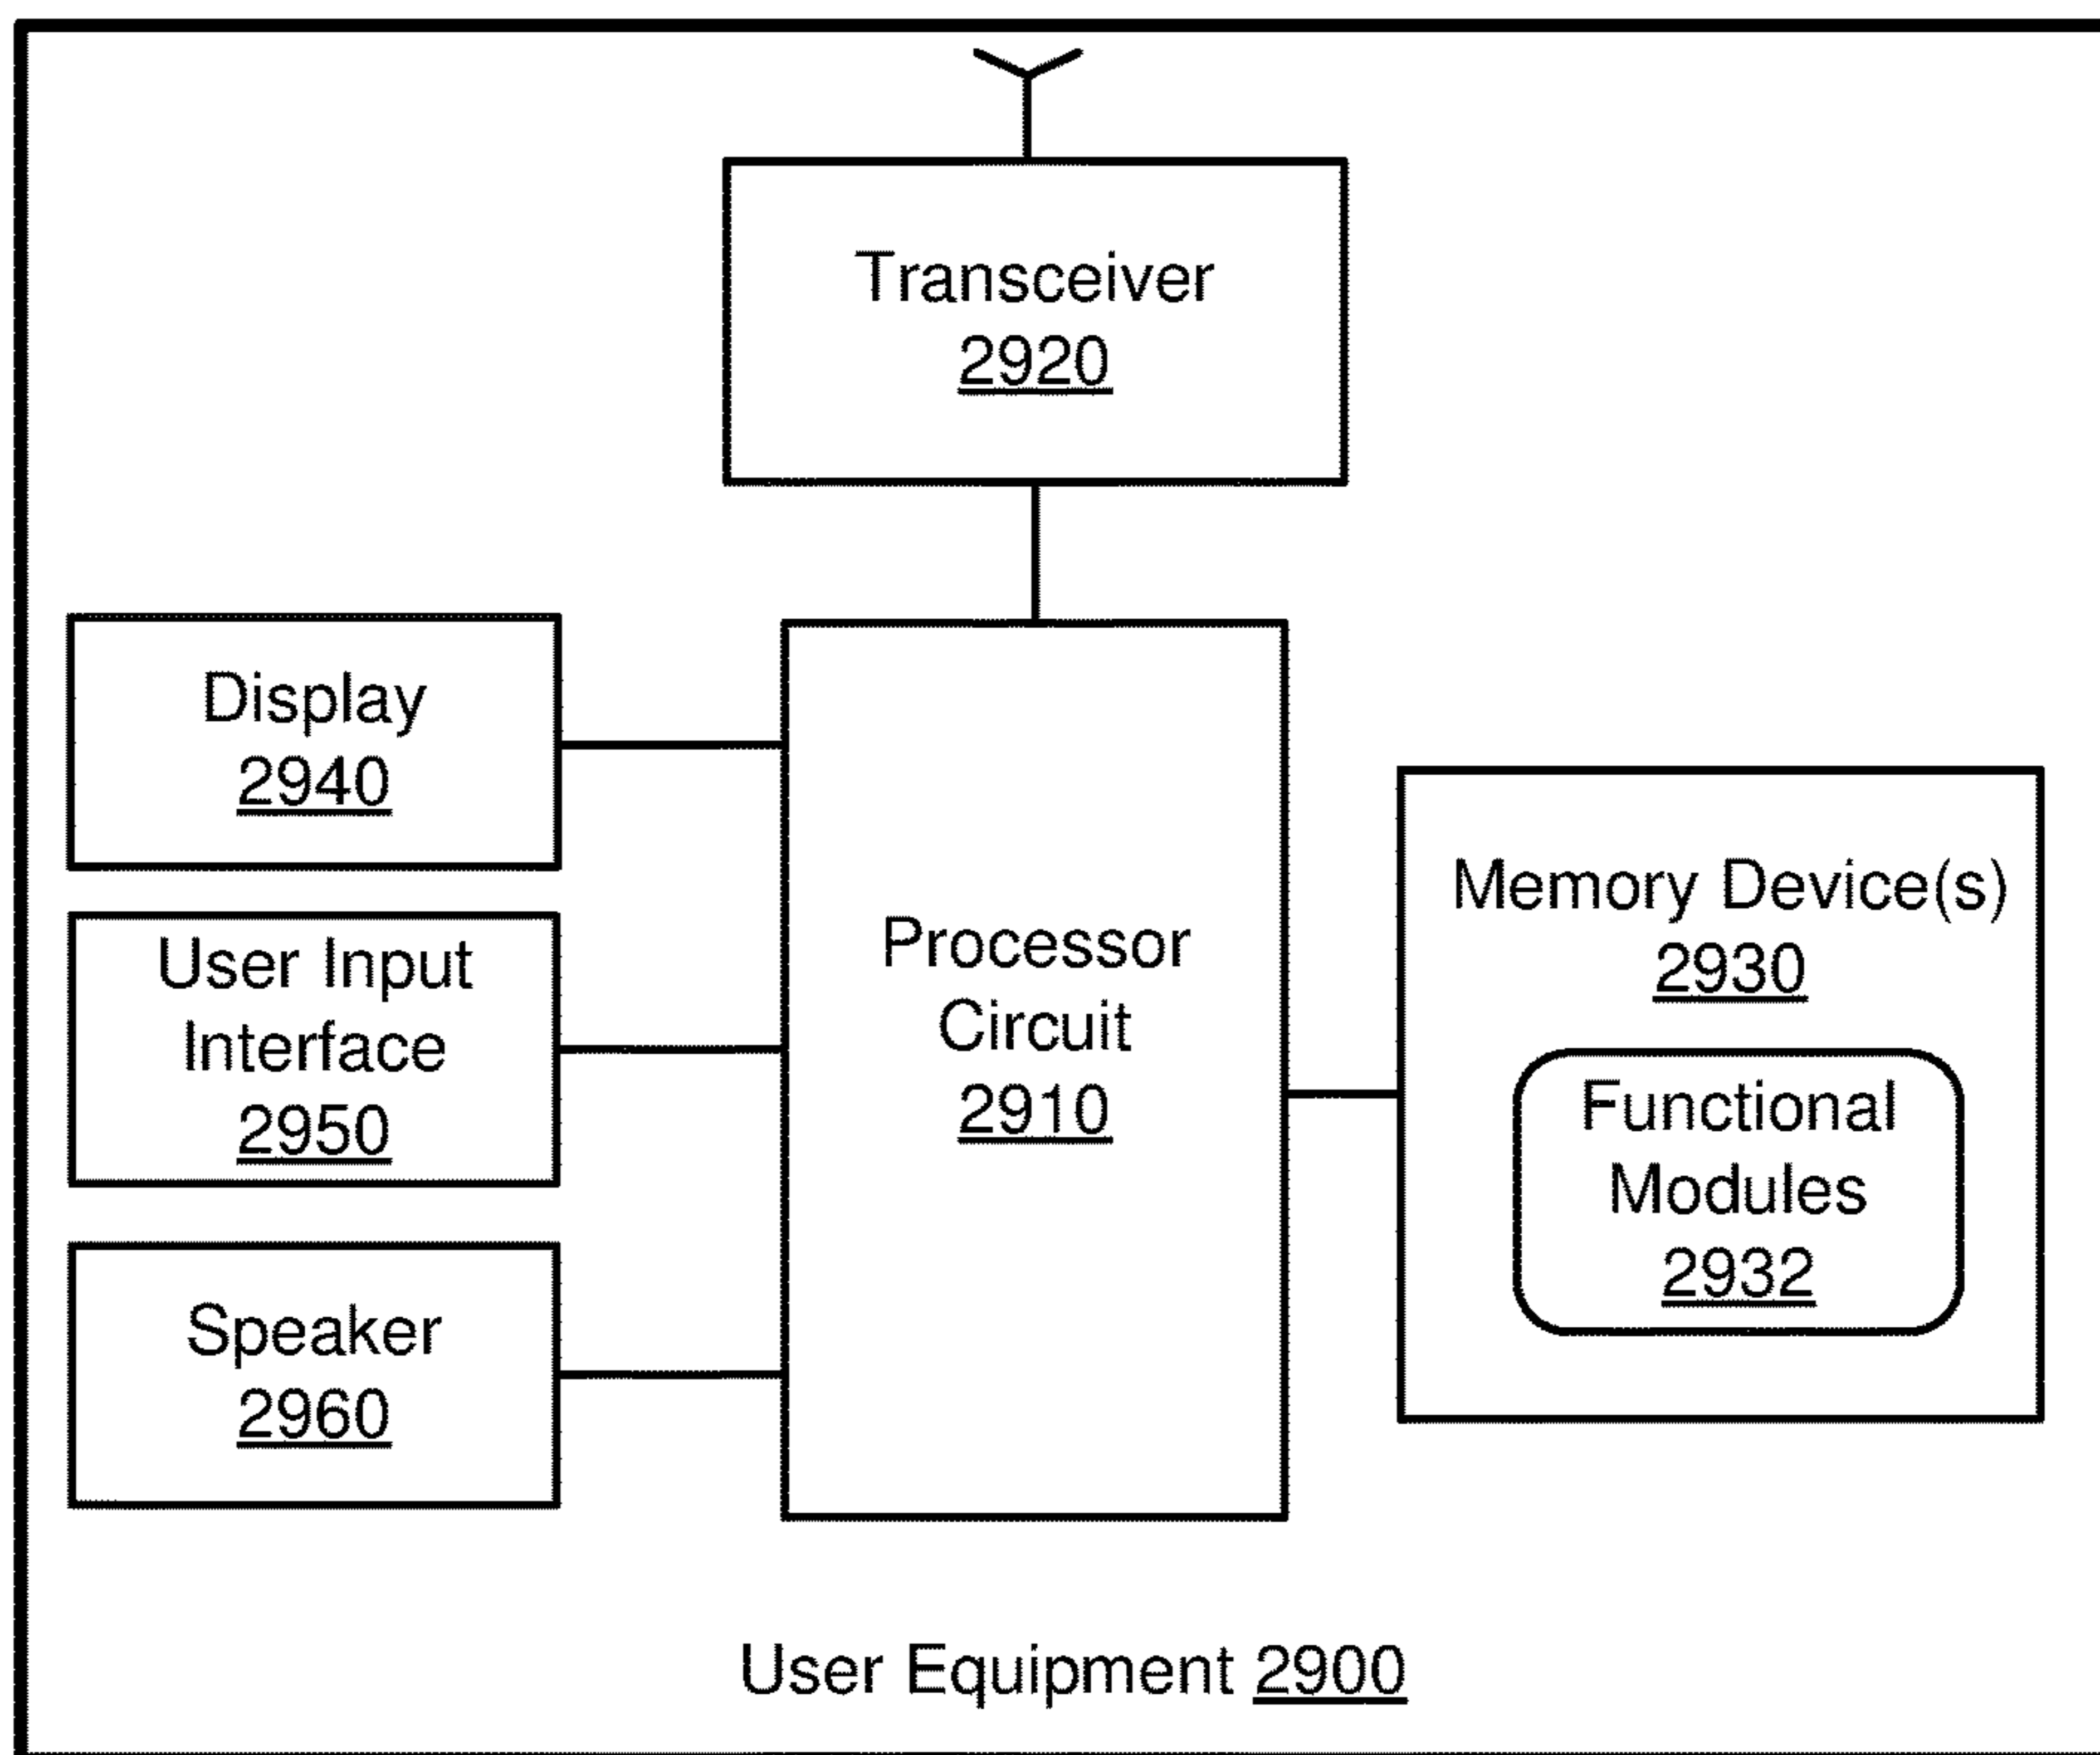 Transceiver
2920
Display
2940
User Input
Interface
2950
Speaker
2960
Processor
Circuit
2910
Memory Device(s)
2930
Functional
Modules
2932
User Equipment 2900